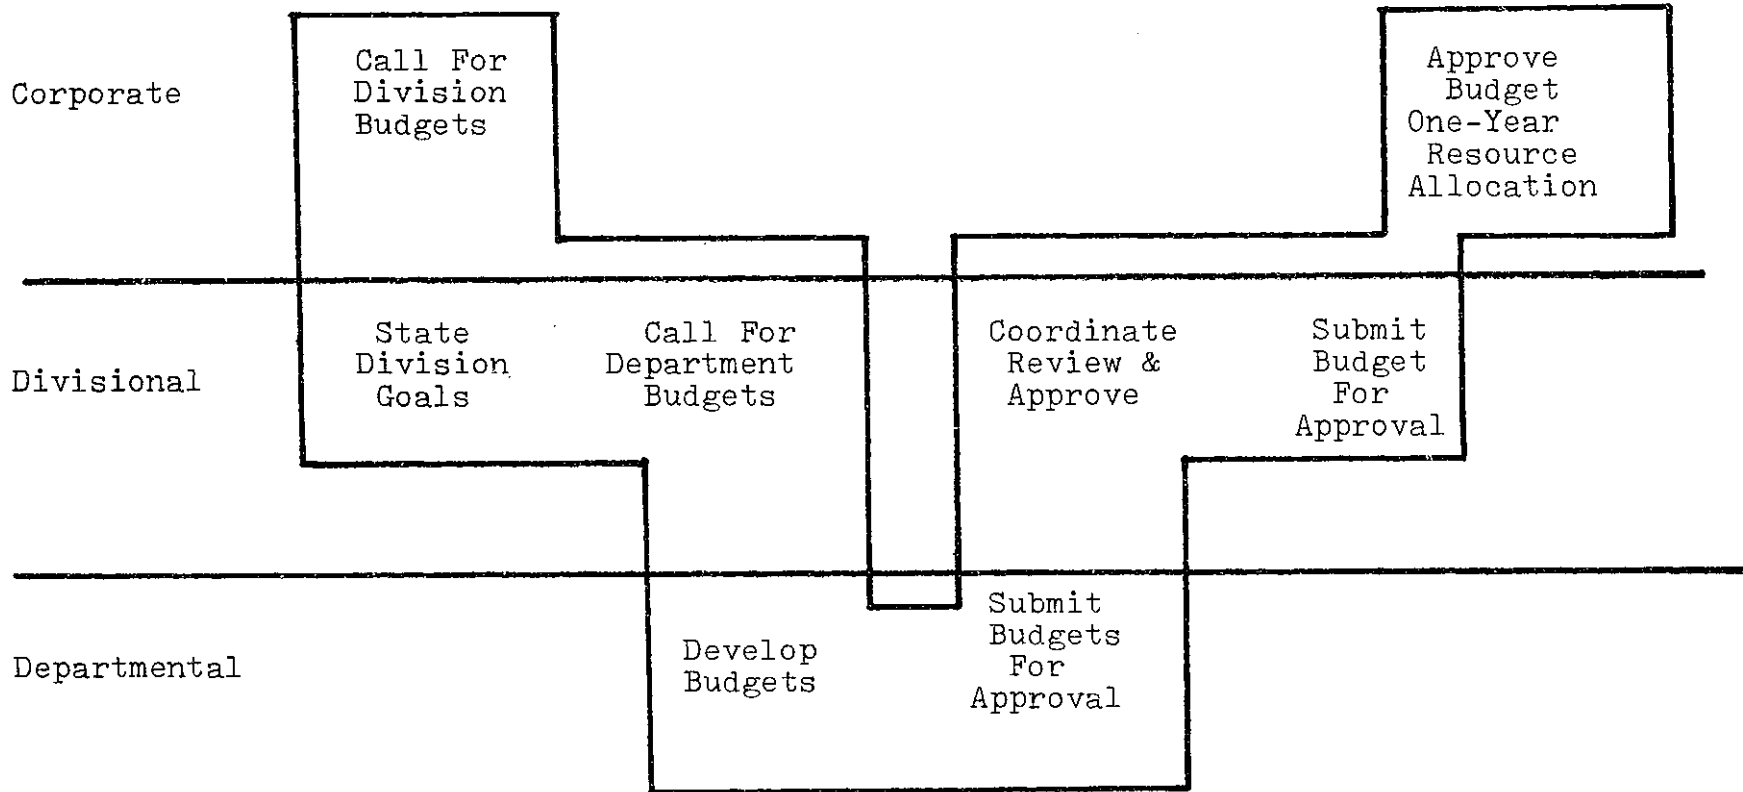 Corporate
Call For
Division
Budgets
Approve
Budget
One-Year
Resource
Allocation
Divisional
State
Division
Goals
Call For
Department
Budgets
Coordinate
Review &
Approve
Submit
Budget
For
Approval
Departmental
Develop
Budgets
Submit
Budgets
For
Approval